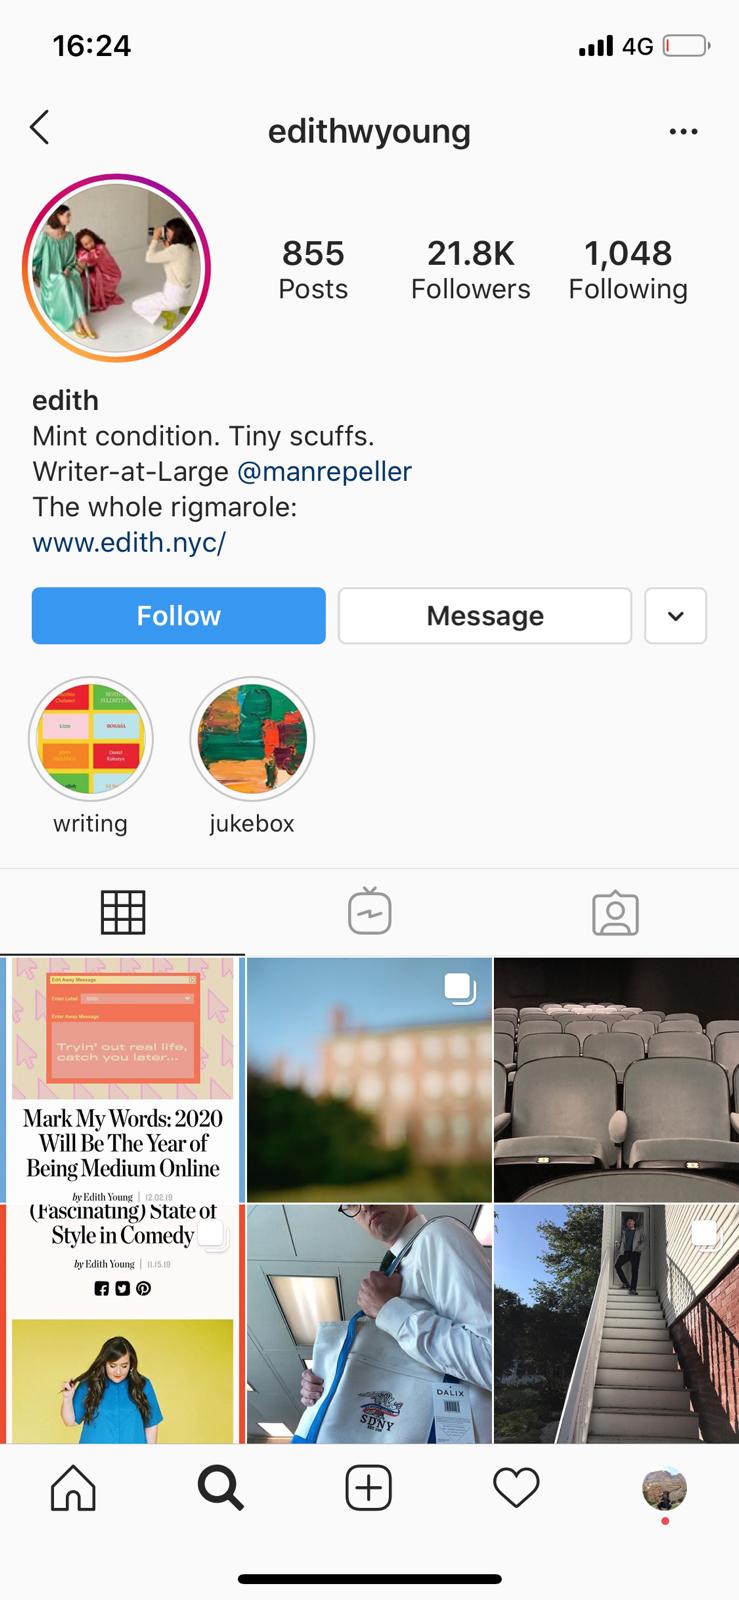 16:24
4G
edithwyoung
855
21.8K
1,048
Posts
Followers
Following
edith
Mint condition. Tiny scuffs.
Writer-at-Large @manrepeller
The whole rigmarole:
www.edith.nyc/
Follow
Message
writing
jukebox
Edit Away Message
Enter Label
Enter Away Message
Tryin' out real life,
catch you later...
Mark My Words: 2020
Will Be The Year of
Being Medium Online
by Edith Young | 12.02.19
(Fascinating) State of
Style in Comedy
by Edith Young | 11.15.19
DALIX
SDNY